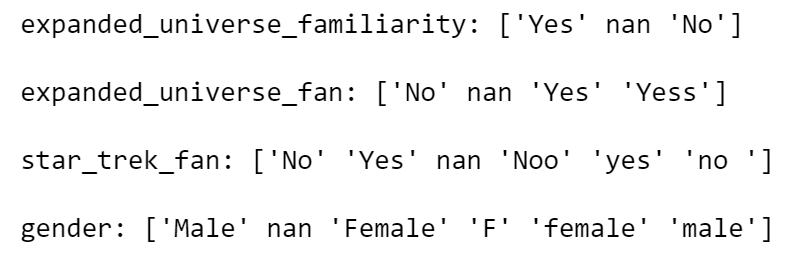 expanded_universe_familiarity: ['Yes' nan 'No']
expanded_universe_fan: ['No' nan 'Yes' 'Yess']
star_trek_fan: ['No' 'Yes' nan 'Noo' 'yes' 'no ']
gender: ['Male' nan 'Female' 'F' 'female' 'male']